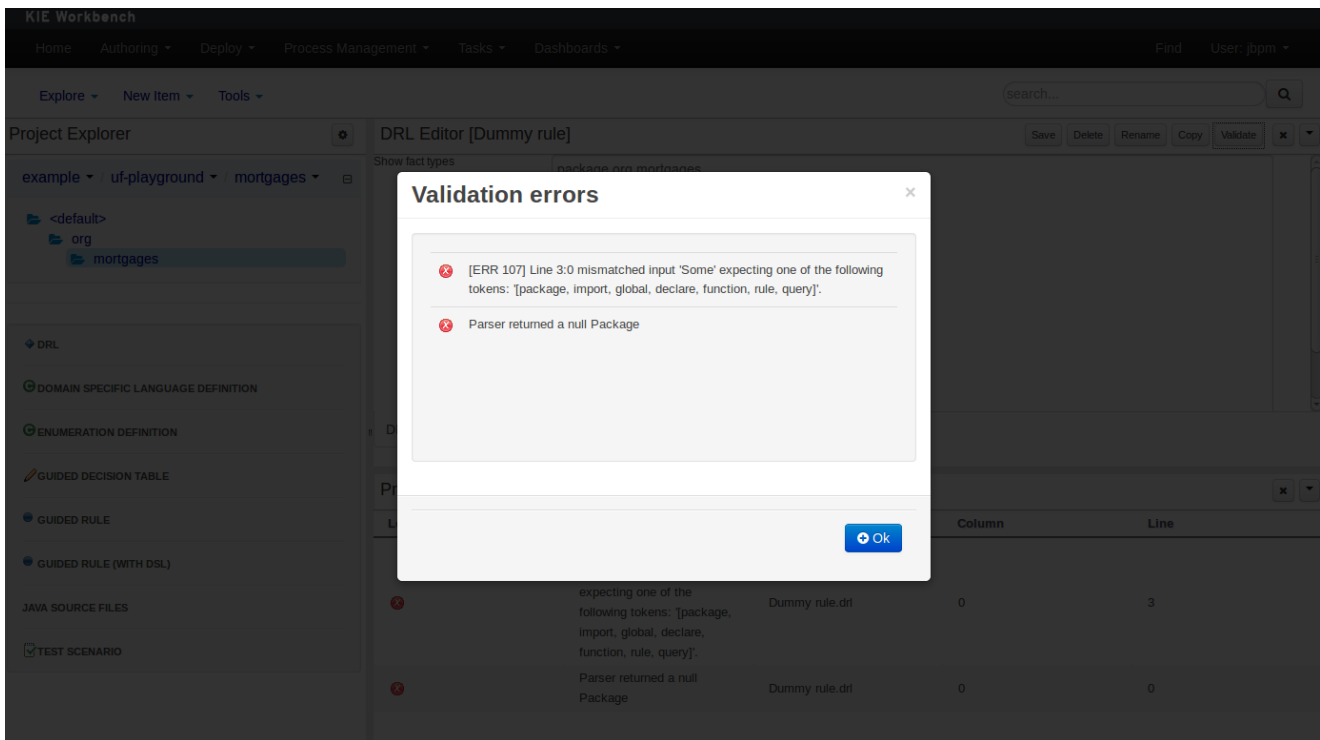 KIE Workbench
Home Authoring Deploy Process Management Tasks Dashboards Find User: jbpm
Explore New Item Tools search...
Project Explorer
DRL Editor [Dummy rule] Save Delete Rename Copy Validate
Show fact types
package org.mortgages
example / uf-playground / mortgages
<default>
org
mortgages
Validation errors
[ERR 107] Line 3:0 mismatched input 'Some' expecting one of the following
tokens: '[package, import, global, declare, function, rule, query]'.
Parser returned a null Package
Ok
DRL
DOMAIN SPECIFIC LANGUAGE DEFINITION
ENUMERATION DEFINITION
GUIDED DECISION TABLE
GUIDED RULE
GUIDED RULE (WITH DSL)
JAVA SOURCE FILES
TEST SCENARIO
Column Line
expecting one of the
following tokens: '[package,
import, global, declare,
function, rule, query]'.
Dummy rule.drl 0 3
Parser returned a null
Package
Dummy rule.drl 0 0